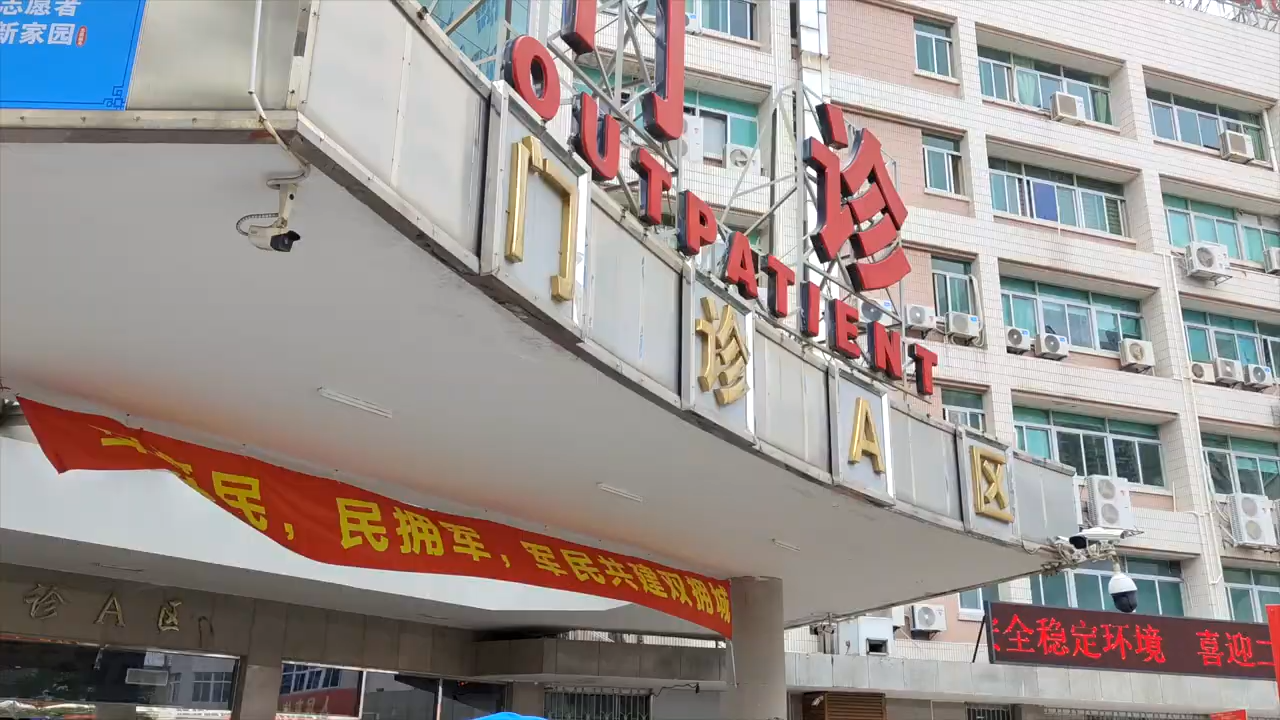 志愿者
新家园
门诊
OUTPATIENT
门诊A区
民，民拥军，军民共建双拥城
诊A区
全稳定环境 喜迎二